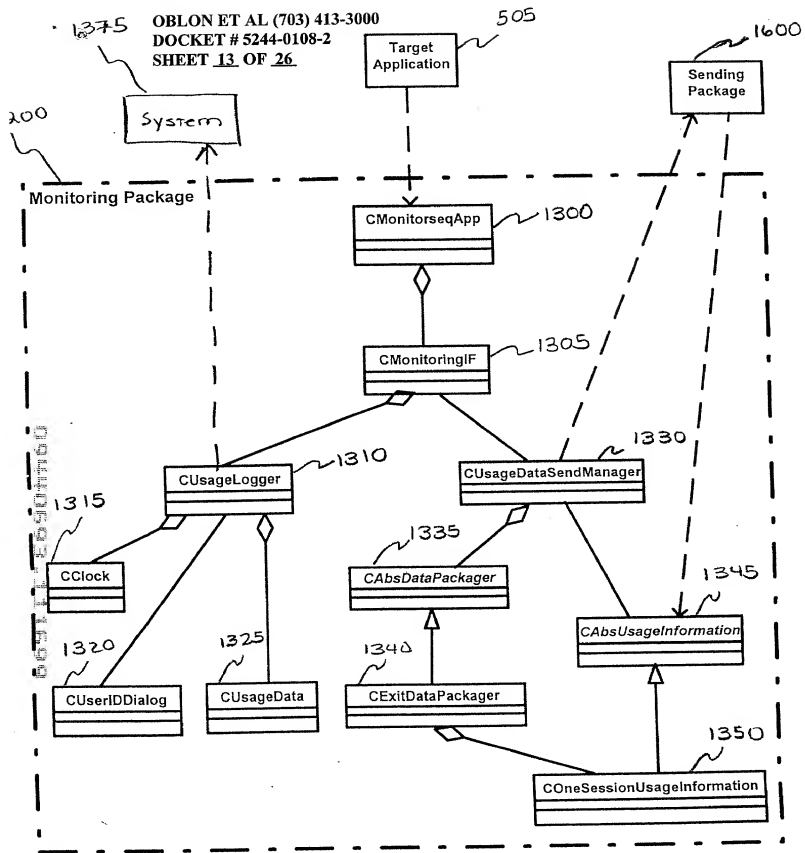 1375
OBLON ET AL (703) 413-3000
DOCKET # 5244-0108-2
SHEET 13 OF 26
505
Target
Application
1600
Sending
Package
System
200
Monitoring Package
CMonitorseqApp
1300
CMonitoringIF
1305
CUsageLogger
1310
CUsageDataSendManager
1330
1315
CClock
1335
CAbsDataPackager
1345
CAbsUsageInformation
1320
CUserIDDialog
1325
CUsageData
1340
CExitDataPackager
1350
COneSessionUsageInformation